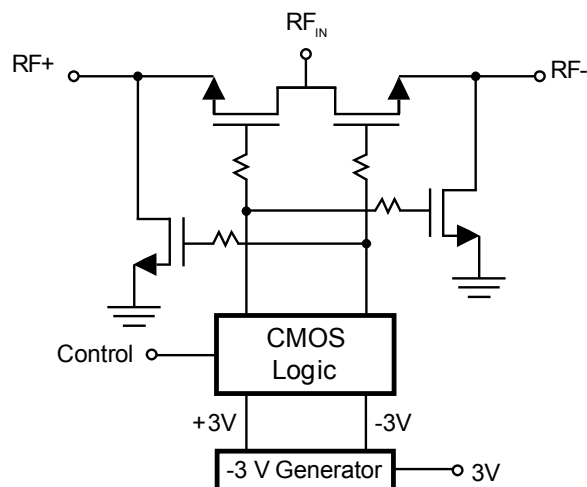 RF_IN
RF+
RF-
Control
CMOS
Logic
+3V
-3V
-3 V Generator
3V